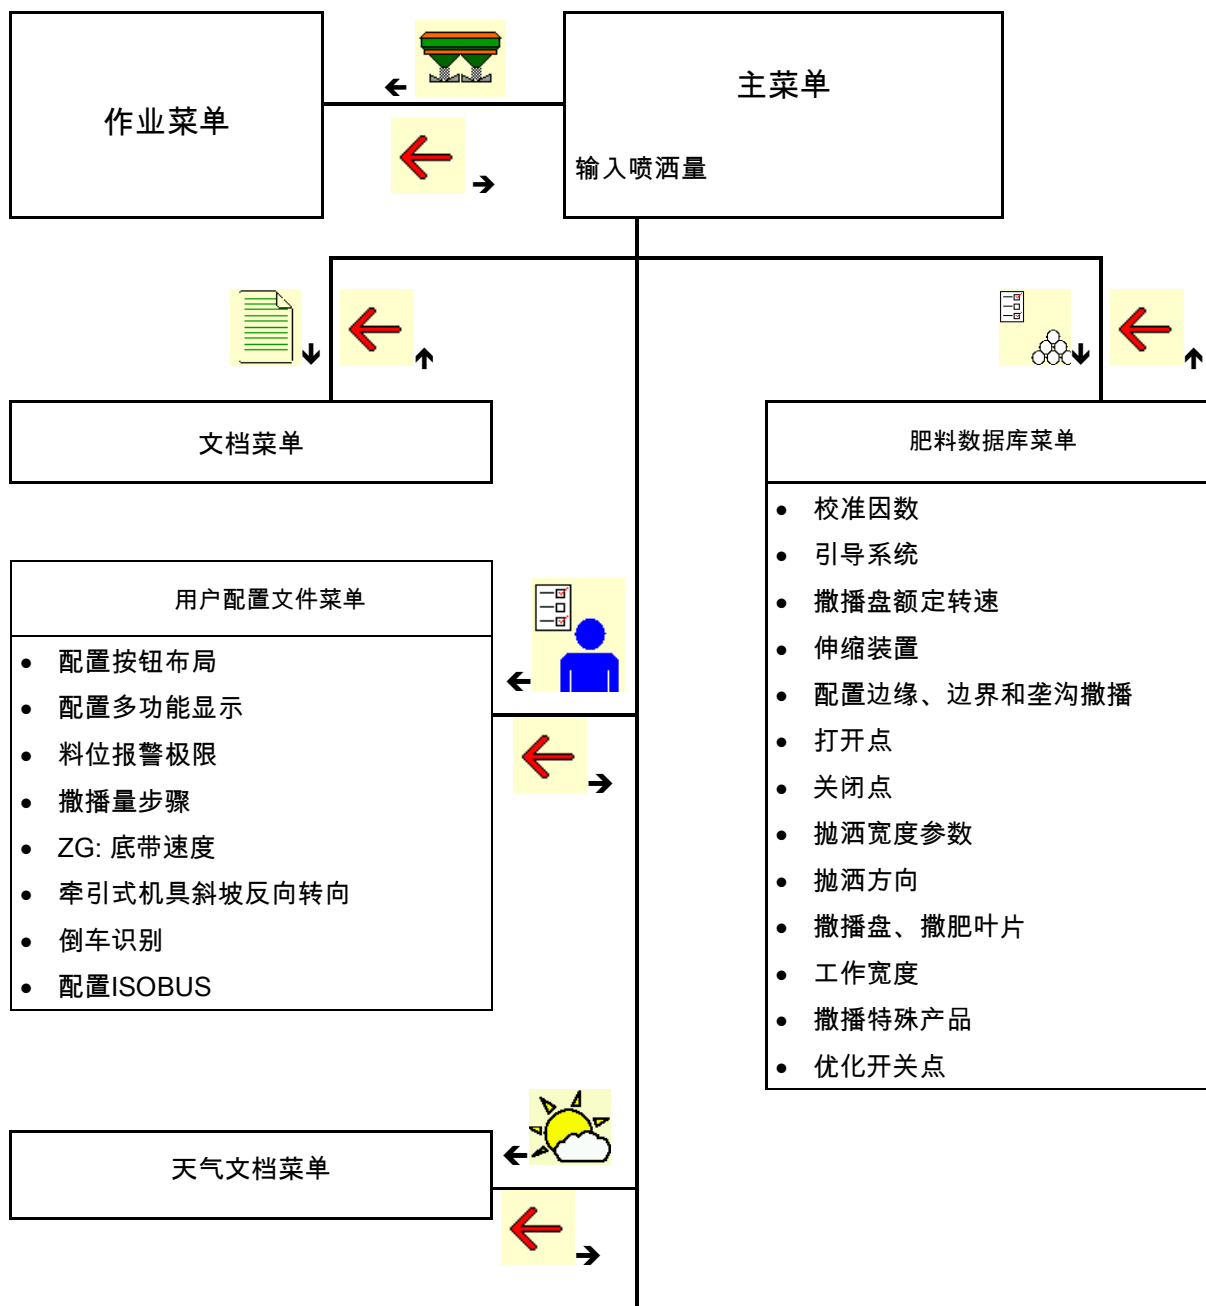 作业菜单
主菜单
输入喷洒量
文档菜单
肥料数据库菜单
• 校准因数
• 引导系统
• 撒播盘额定转速
• 伸缩装置
• 配置边缘、边界和垄沟撒播
• 打开点
• 关闭点
• 抛洒宽度参数
• 抛洒方向
• 撒播盘、撒肥叶片
• 工作宽度
• 撒播特殊产品
• 优化开关点
用户配置文件菜单
• 配置按钮布局
• 配置多功能显示
• 料位报警极限
• 撒播量步骤
• ZG: 底带速度
• 牵引式机具斜坡反向转向
• 倒车识别
• 配置ISOBUS
天气文档菜单